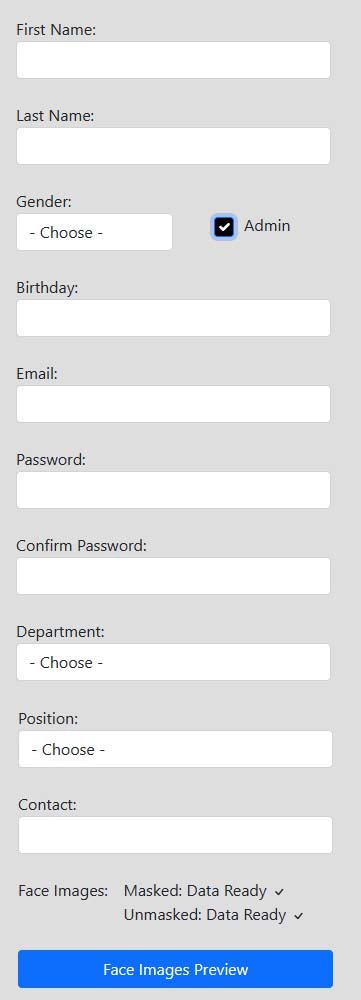 First Name:
Last Name:
Gender:
- Choose -
Admin
Birthday:
Email:
Password:
Confirm Password:
Department:
- Choose -
Position:
- Choose -
Contact:
Face Images: Masked: Data Ready ✓
Unmasked: Data Ready ✓
Face Images Preview